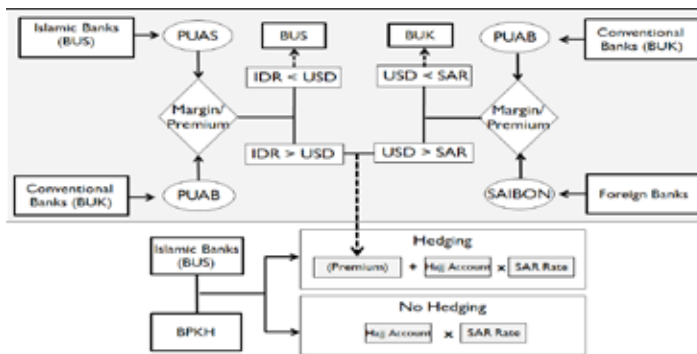 Islamic Banks
(BUS)
PUAS
BUS
BUK
PUAB
Conventional
Banks (BUK)
IDR < USD
USD < SAR
Margin/
Premium
Margin/
Premium
IDR > USD
USD > SAR
Conventional
Banks (BUK)
PUAB
SAIBON
Foreign Banks
Islamic Banks
(BUS)
BPKH
Hedging
(Premium) + Hajj Account x SAR Rate
No Hedging
Hajj Account x SAR Rate